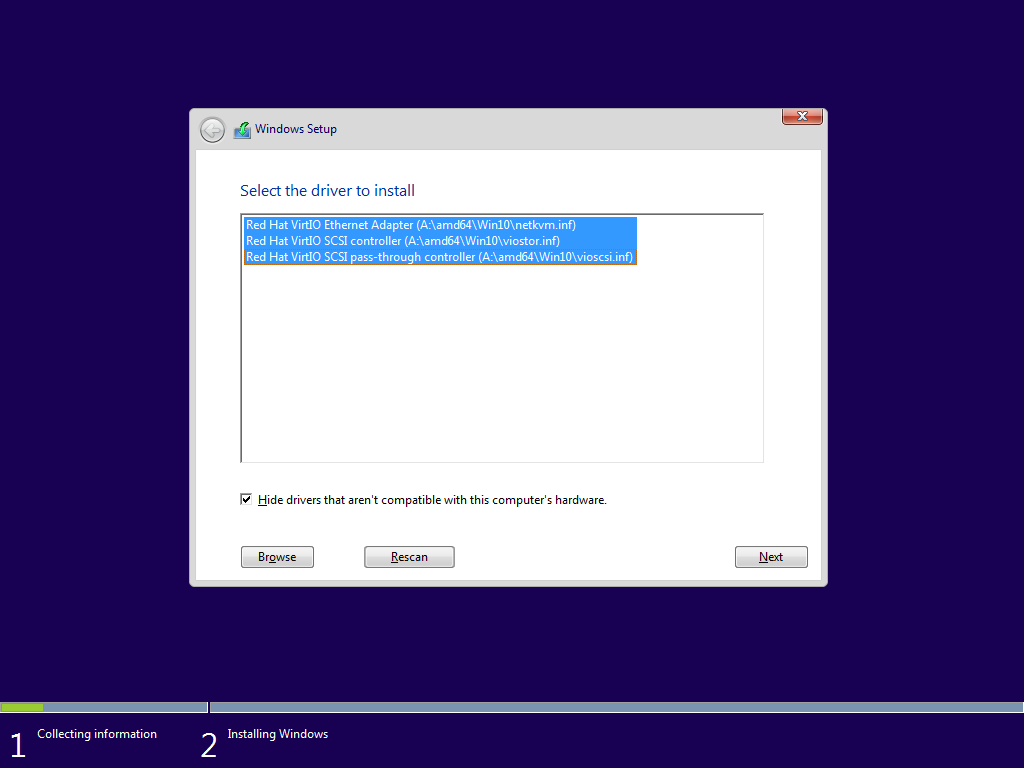 Windows Setup
Select the driver to install
Red Hat VirtIO Ethernet Adapter (A:\amd64\Win10\netkvm.inf)
Red Hat VirtIO SCSI controller (A:\amd64\Win10\viostor.inf)
Red Hat VirtIO SCSI pass-through controller (A:\amd64\Win10\vioscsi.inf)
Hide drivers that aren't compatible with this computer's hardware.
Browse Rescan Next
1 Collecting information 2 Installing Windows